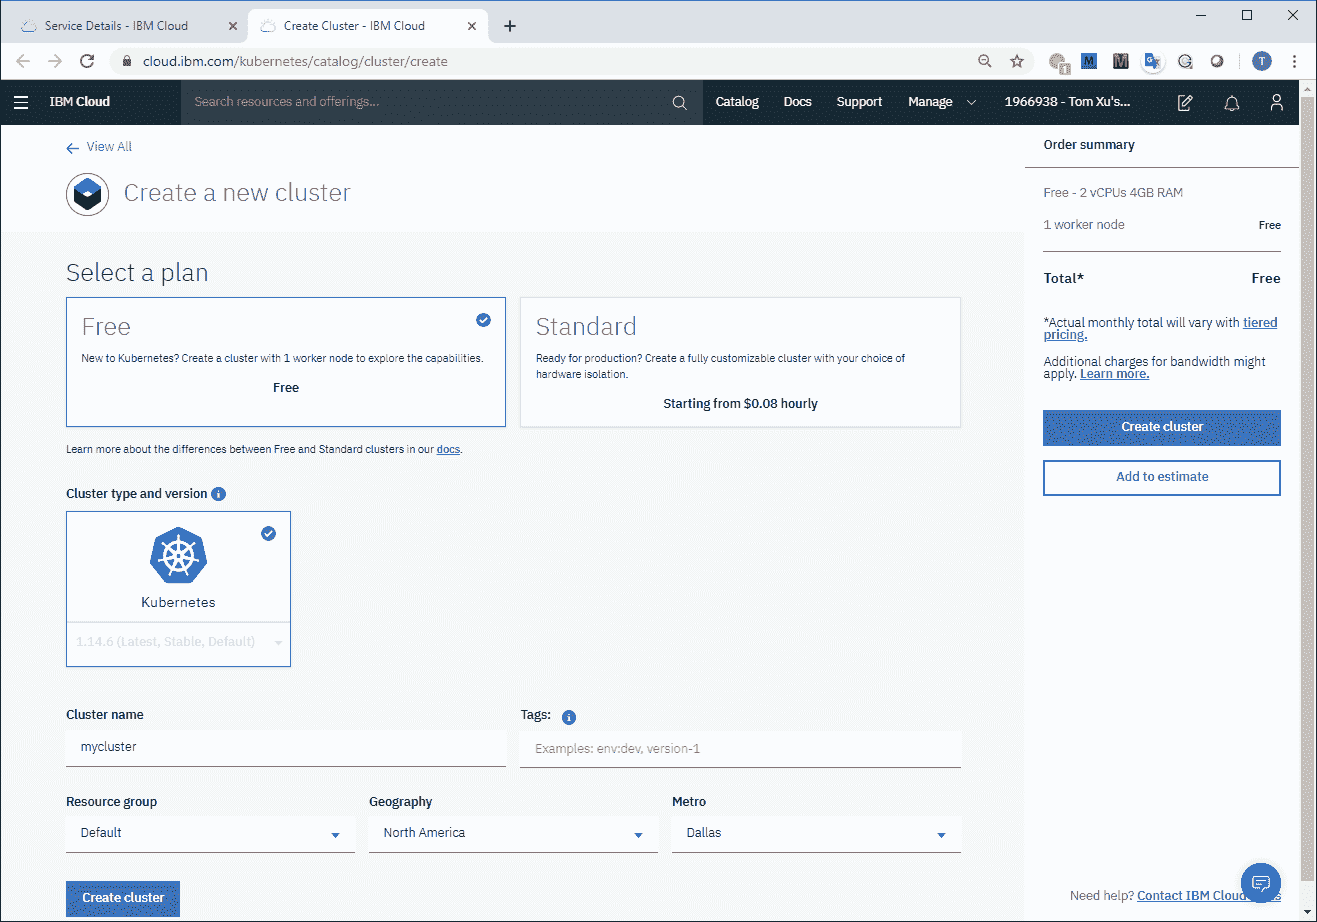 Service Details - IBM Cloud
Create Cluster - IBM Cloud
cloud.ibm.com/kubernetes/catalog/cluster/create
IBM Cloud
Search resources and offerings...
Catalog
Docs
Support
Manage
1966938 - Tom Xu's...
View All
Create a new cluster
Select a plan
Free
New to Kubernetes? Create a cluster with 1 worker node to explore the capabilities.
Free
Standard
Ready for production? Create a fully customizable cluster with your choice of
hardware isolation.
Starting from $0.08 hourly
Learn more about the differences between Free and Standard clusters in our docs.
Cluster type and version
Kubernetes
1.14.6 (Latest, Stable, Default)
Cluster name
mycluster
Tags:
Examples: env:dev, version-1
Resource group
Default
Geography
North America
Metro
Dallas
Create cluster
Order summary
Free - 2 vCPUs 4GB RAM
1 worker node
Free
Total*
Free
*Actual monthly total will vary with tiered
pricing.
Additional charges for bandwidth might
apply. Learn more.
Create cluster
Add to estimate
Need help? Contact IBM Cloud